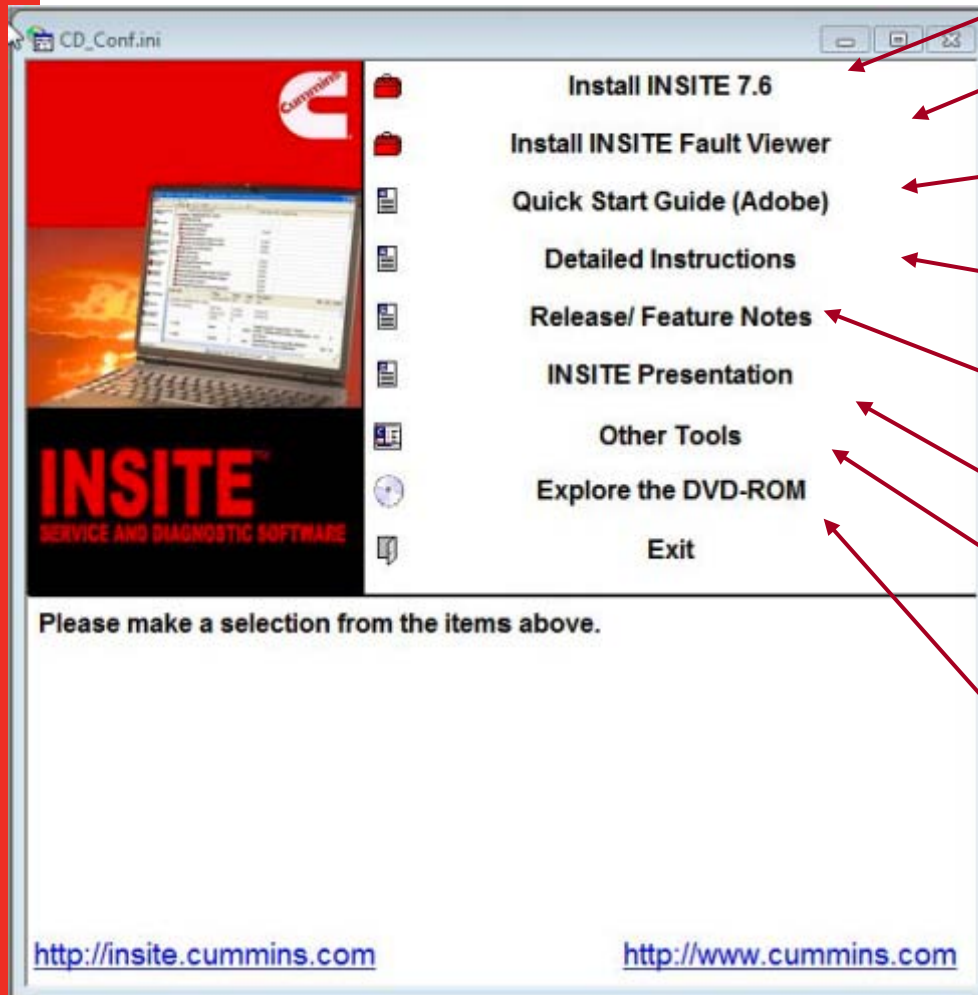 CD_Conf.ini
Cummins
Install INSITE 7.6
Install INSITE Fault Viewer
Quick Start Guide (Adobe)
Detailed Instructions
Release/ Feature Notes
INSITE Presentation
Other Tools
Explore the DVD-ROM
Exit
INSITE™
SERVICE AND DIAGNOSTIC SOFTWARE
Please make a selection from the items above.
http://insite.cummins.com
http://www.cummins.com